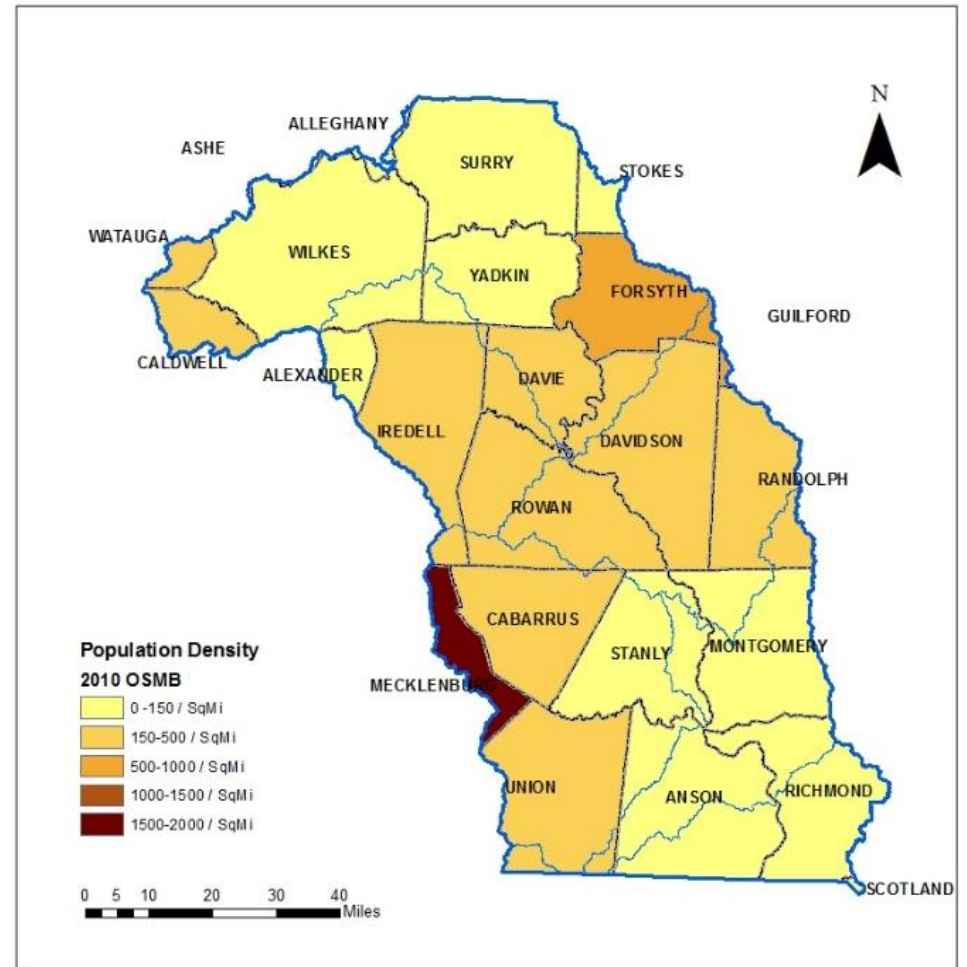 N
ALLEGHANY
ASHE
SURRY
STOKES
WATAUGA
WILKES
YADKIN
FORSYTH
GUILFORD
CALDWELL
ALEXANDER
DAVIE
IREDELL
DAVIDSON
RANDOLPH
ROWAN
CABARRUS
STANLY
MONTGOMERY
MECKLENBURG
UNION
ANSON
RICHMOND
SCOTLAND
Population Density
2010 OSMB
0 -150 / SqMi
150-500 / SqMi
500-1000 / SqMi
1000-1500 / SqMi
1500-2000 / SqMi
0 5 10 20 30 40
Miles